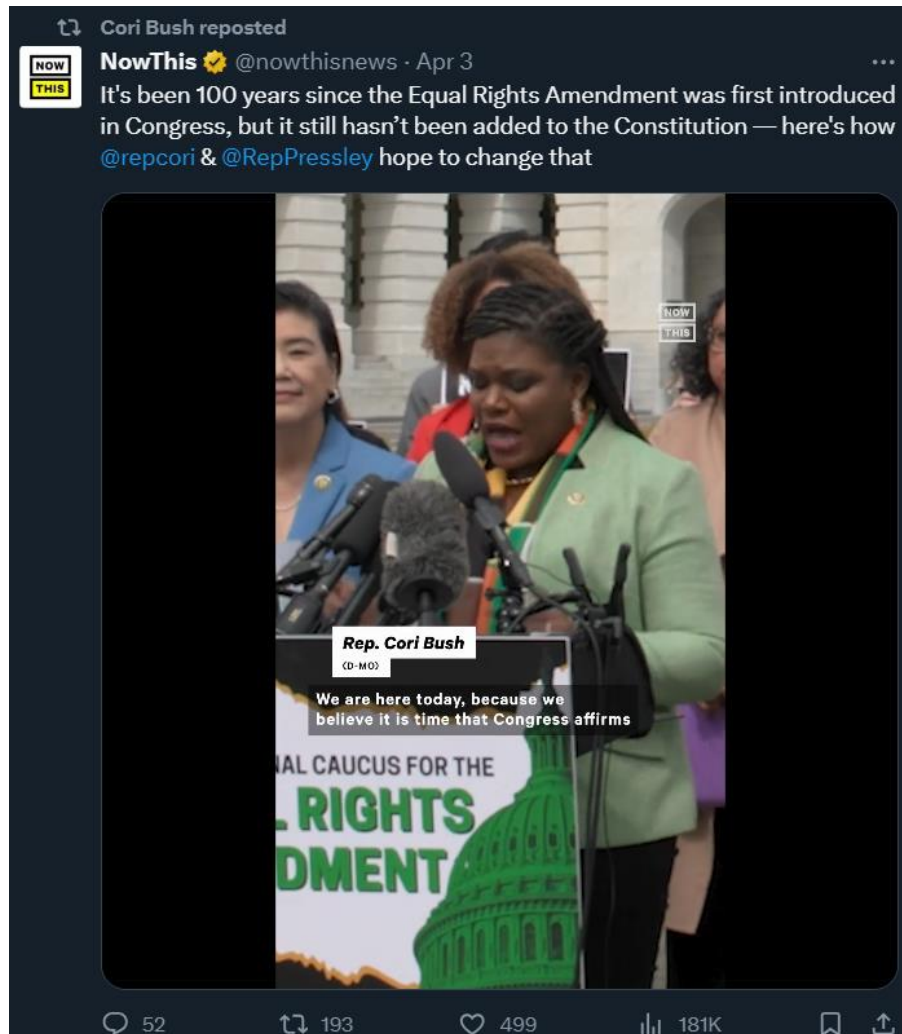 Cori Bush reposted
NOW
THIS
NowThis @nowthisnews · Apr 3
It's been 100 years since the Equal Rights Amendment was first introduced
in Congress, but it still hasn’t been added to the Constitution — here's how
@repcori & @RepPressley hope to change that
NOW
THIS
Rep. Cori Bush
(D-MO)
We are here today, because we
believe it is time that Congress affirms
NAL CAUCUS FOR THE
L RIGHTS
DMENT
52 193 499 181K